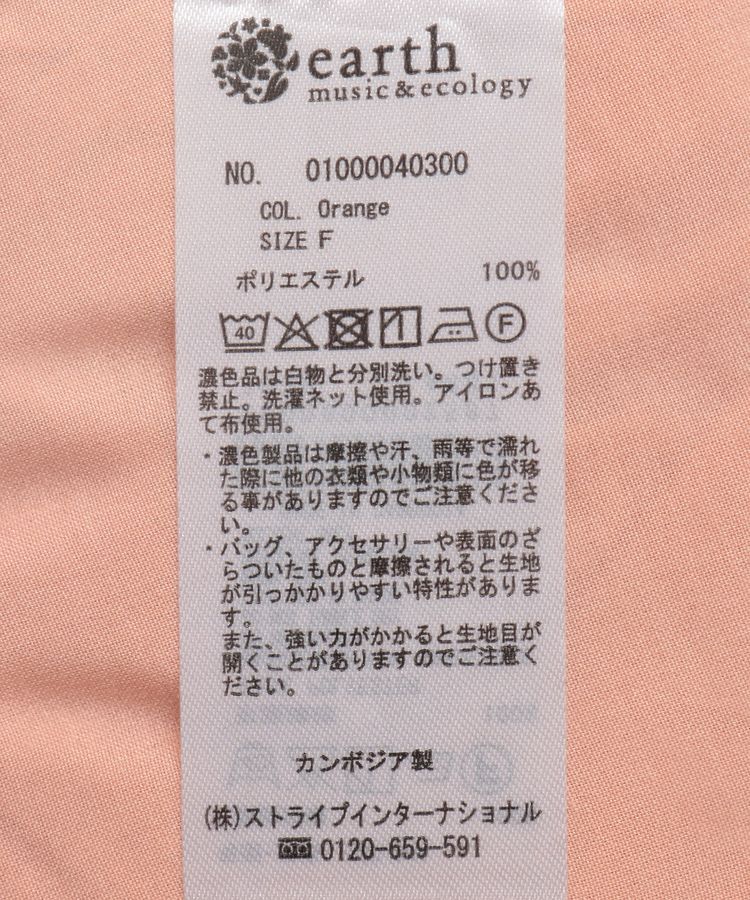 earth
music&ecology
NO. 01000040300
COL. Orange
SIZE F
ポリエステル 100%
40
F
濃色品は白物と分別洗い。つけ置き
禁止。洗濯ネット使用。アイロンあ
て布使用。
・濃色製品は摩擦や汗、雨等で濡れ
た際に他の衣類や小物類に色が移
る事がありますのでご注意くださ
い。
・バッグ、アクセサリーや表面のざ
らついたものと摩擦されると生地
が引っかかりやすい特性がありま
す。
また、強い力がかかると生地目が
開くことがありますのでご注意く
ださい。
カンボジア製
(株)ストライプインターナショナル
0120-659-591